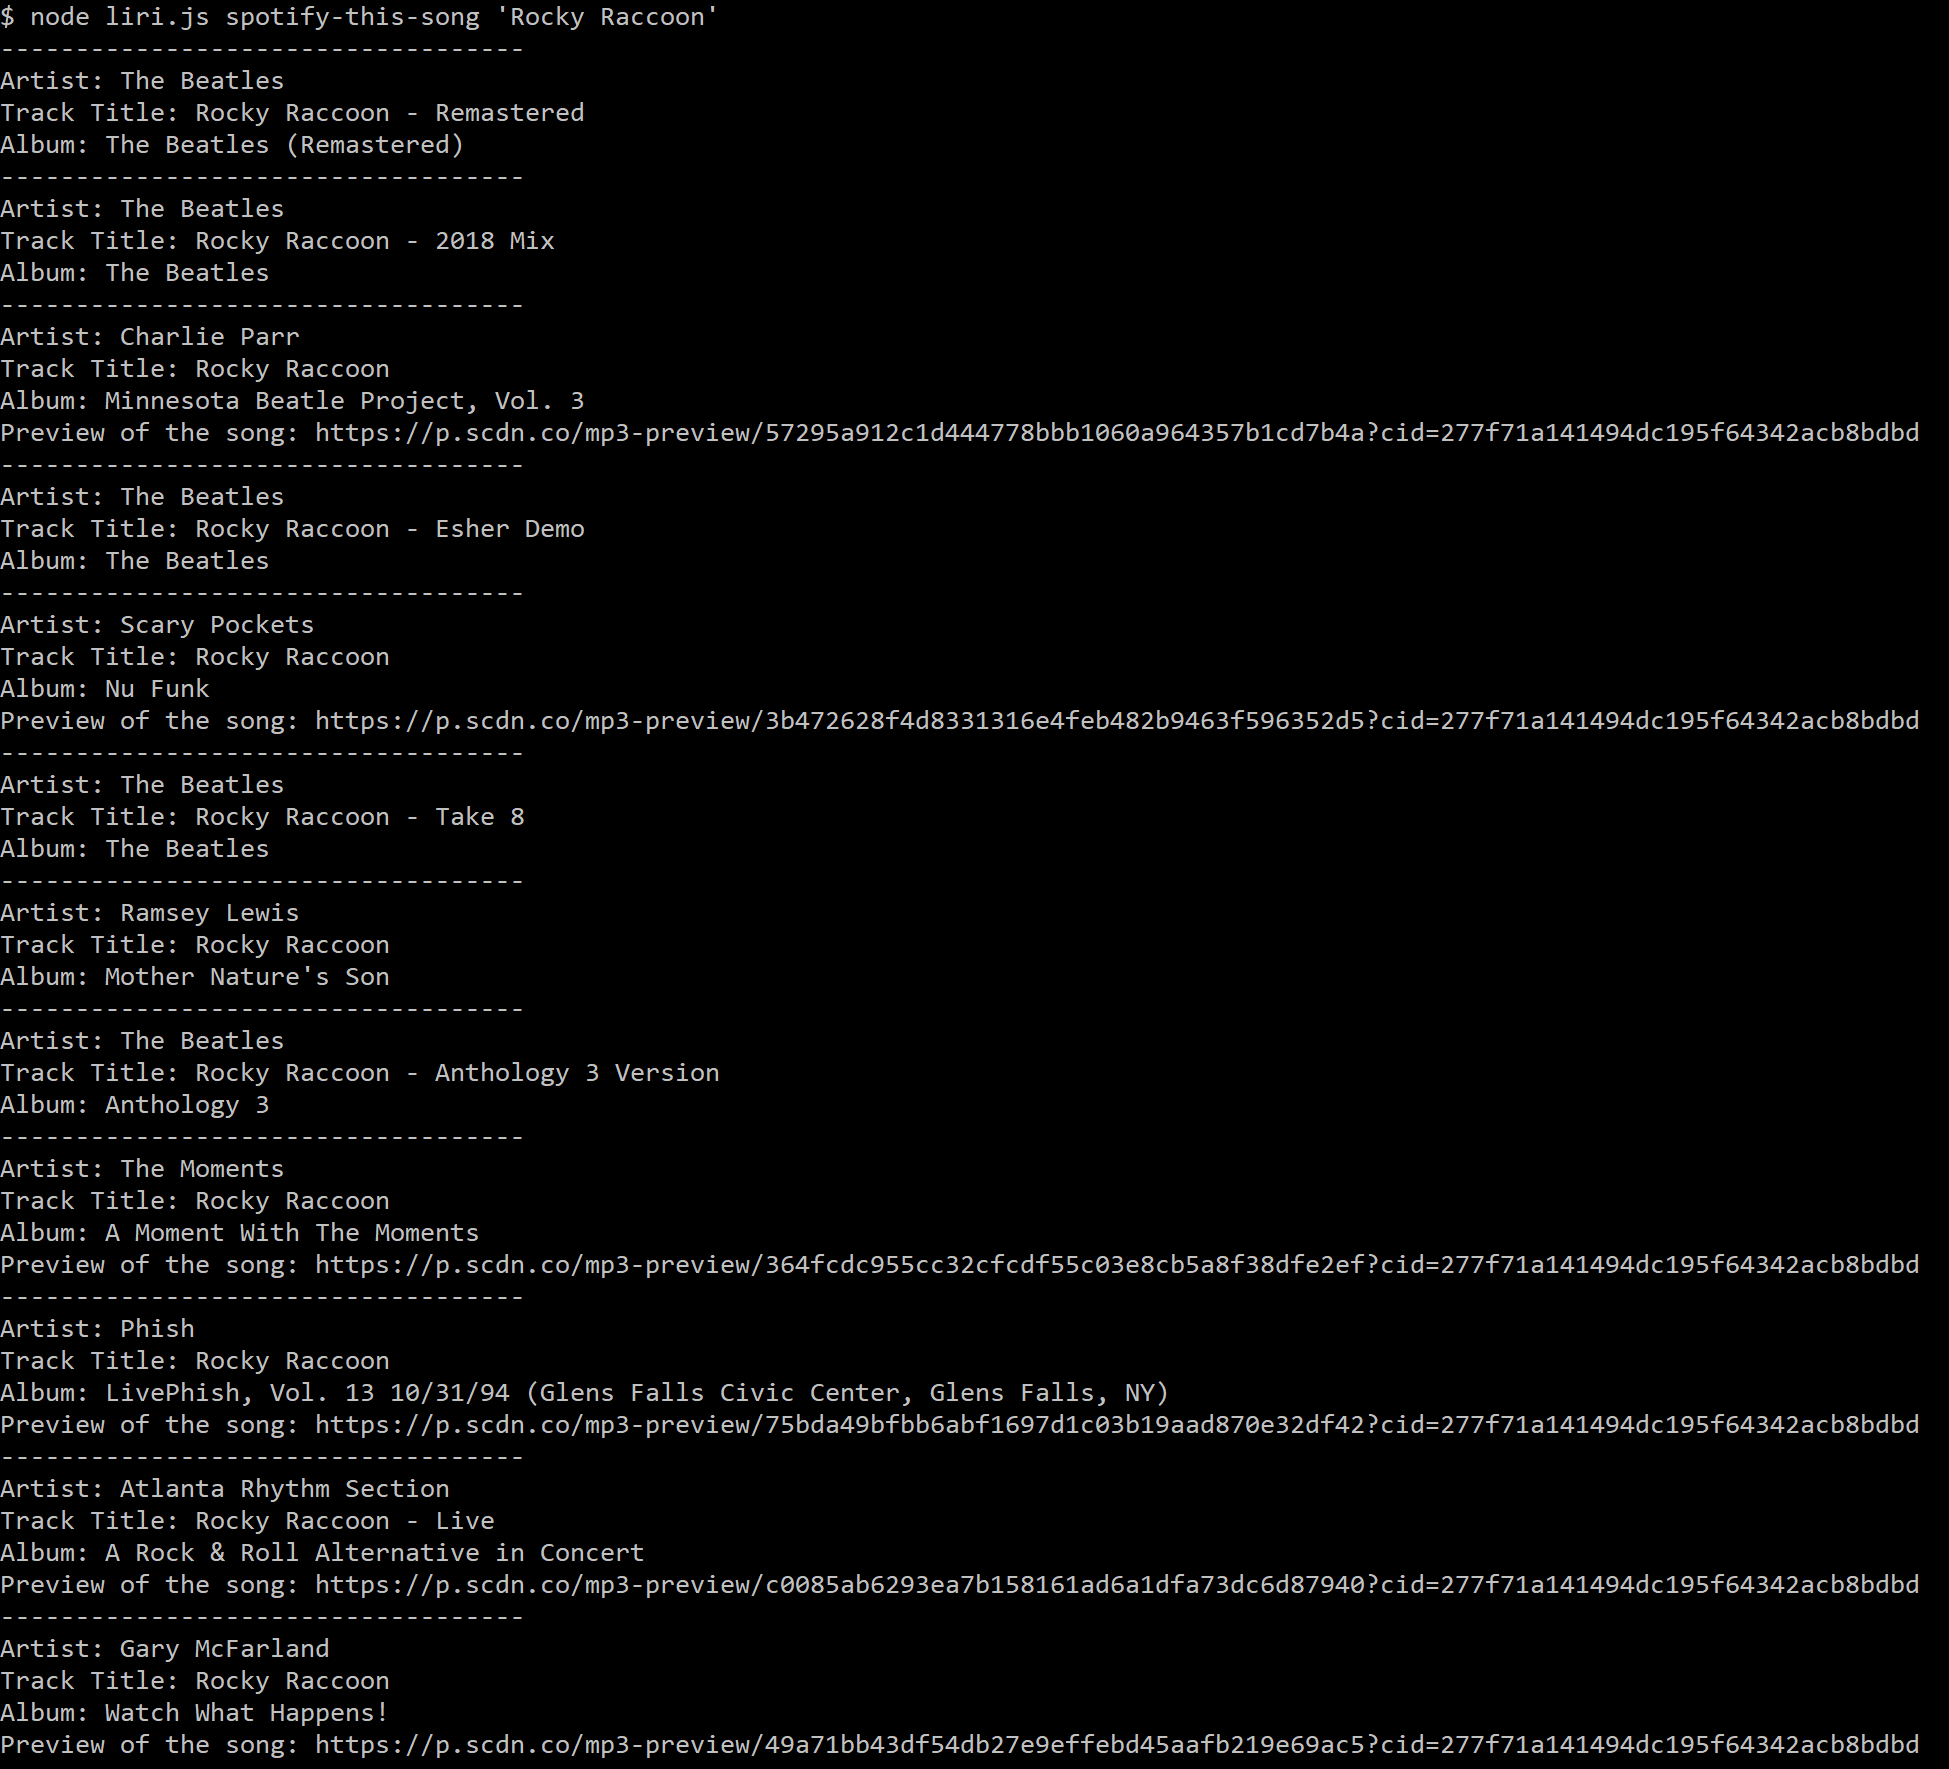 $ node liri.js spotify-this-song 'Rocky Raccoon'
-----------------------------------
Artist: The Beatles
Track Title: Rocky Raccoon - Remastered
Album: The Beatles (Remastered)
-----------------------------------
Artist: The Beatles
Track Title: Rocky Raccoon - 2018 Mix
Album: The Beatles
-----------------------------------
Artist: Charlie Parr
Track Title: Rocky Raccoon
Album: Minnesota Beatle Project, Vol. 3
Preview of the song: https://p.scdn.co/mp3-preview/57295a912c1d444778bbb1060a964357b1cd7b4a?cid=277f71a141494dc195f64342acb8bdbd
-----------------------------------
Artist: The Beatles
Track Title: Rocky Raccoon - Esher Demo
Album: The Beatles
-----------------------------------
Artist: Scary Pockets
Track Title: Rocky Raccoon
Album: Nu Funk
Preview of the song: https://p.scdn.co/mp3-preview/3b472628f4d8331316e4feb482b9463f596352d5?cid=277f71a141494dc195f64342acb8bdbd
-----------------------------------
Artist: The Beatles
Track Title: Rocky Raccoon - Take 8
Album: The Beatles
-----------------------------------
Artist: Ramsey Lewis
Track Title: Rocky Raccoon
Album: Mother Nature's Son
-----------------------------------
Artist: The Beatles
Track Title: Rocky Raccoon - Anthology 3 Version
Album: Anthology 3
-----------------------------------
Artist: The Moments
Track Title: Rocky Raccoon
Album: A Moment With The Moments
Preview of the song: https://p.scdn.co/mp3-preview/364fcdc955cc32cfcdf55c03e8cb5a8f38dfe2ef?cid=277f71a141494dc195f64342acb8bdbd
-----------------------------------
Artist: Phish
Track Title: Rocky Raccoon
Album: LivePhish, Vol. 13 10/31/94 (Glens Falls Civic Center, Glens Falls, NY)
Preview of the song: https://p.scdn.co/mp3-preview/75bda49bfbb6abf1697d1c03b19aad870e32df42?cid=277f71a141494dc195f64342acb8bdbd
-----------------------------------
Artist: Atlanta Rhythm Section
Track Title: Rocky Raccoon - Live
Album: A Rock & Roll Alternative in Concert
Preview of the song: https://p.scdn.co/mp3-preview/c0085ab6293ea7b158161ad6a1dfa73dc6d87940?cid=277f71a141494dc195f64342acb8bdbd
-----------------------------------
Artist: Gary McFarland
Track Title: Rocky Raccoon
Album: Watch What Happens!
Preview of the song: https://p.scdn.co/mp3-preview/49a71bb43df54db27e9effebd45aafb219e69ac5?cid=277f71a141494dc195f64342acb8bdbd